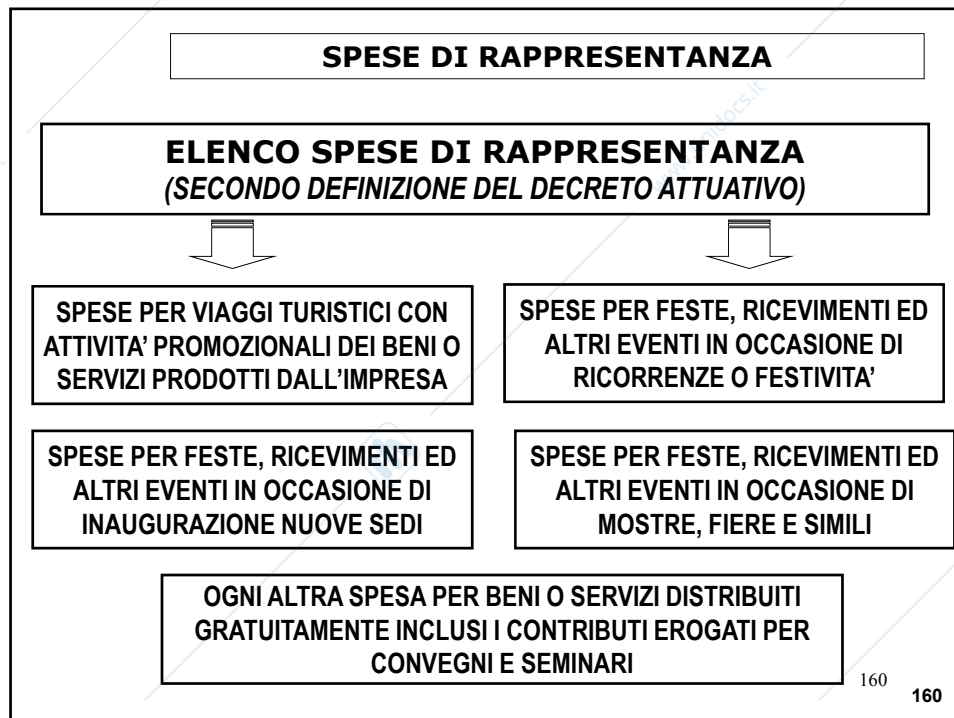 SPESE DI RAPPRESENTANZA
ELENCO SPESE DI RAPPRESENTANZA
(SECONDO DEFINIZIONE DEL DECRETO ATTUATIVO)
SPESE PER VIAGGI TURISTICI CON
ATTIVITA' PROMOZIONALI DEI BENI O
SERVIZI PRODOTTI DALL'IMPRESA
SPESE PER FESTE, RICEVIMENTI ED
ALTRI EVENTI IN OCCASIONE DI
RICORRENZE O FESTIVITA'
SPESE PER FESTE, RICEVIMENTI ED
ALTRI EVENTI IN OCCASIONE DI
INAUGURAZIONE NUOVE SEDI
SPESE PER FESTE, RICEVIMENTI ED
ALTRI EVENTI IN OCCASIONE DI
MOSTRE, FIERE E SIMILI
OGNI ALTRA SPESA PER BENI O SERVIZI DISTRIBUITI
GRATUITAMENTE INCLUSI I CONTRIBUTI EROGATI PER
CONVEGNI E SEMINARI
160
160